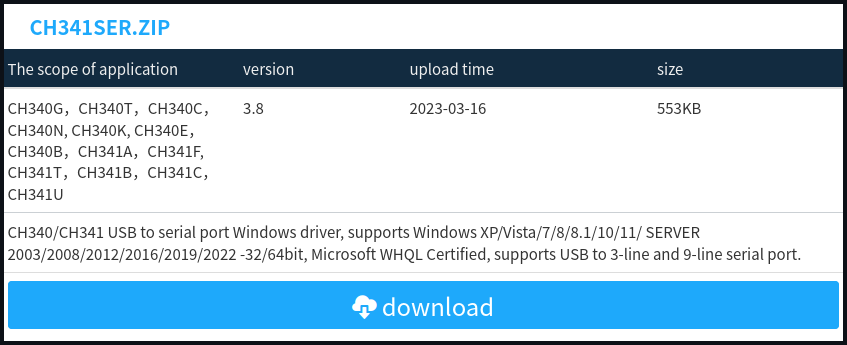 CH341SER.ZIP
The scope of application version upload time size
CH340G，CH340T，CH340C， 3.8 2023-03-16 553KB
CH340N, CH340K, CH340E，
CH340B，CH341A，CH341F,
CH341T，CH341B，CH341C，
CH341U
CH340/CH341 USB to serial port Windows driver, supports Windows XP/Vista/7/8/8.1/10/11/ SERVER
2003/2008/2012/2016/2019/2022 -32/64bit, Microsoft WHQL Certified, supports USB to 3-line and 9-line serial port.
download